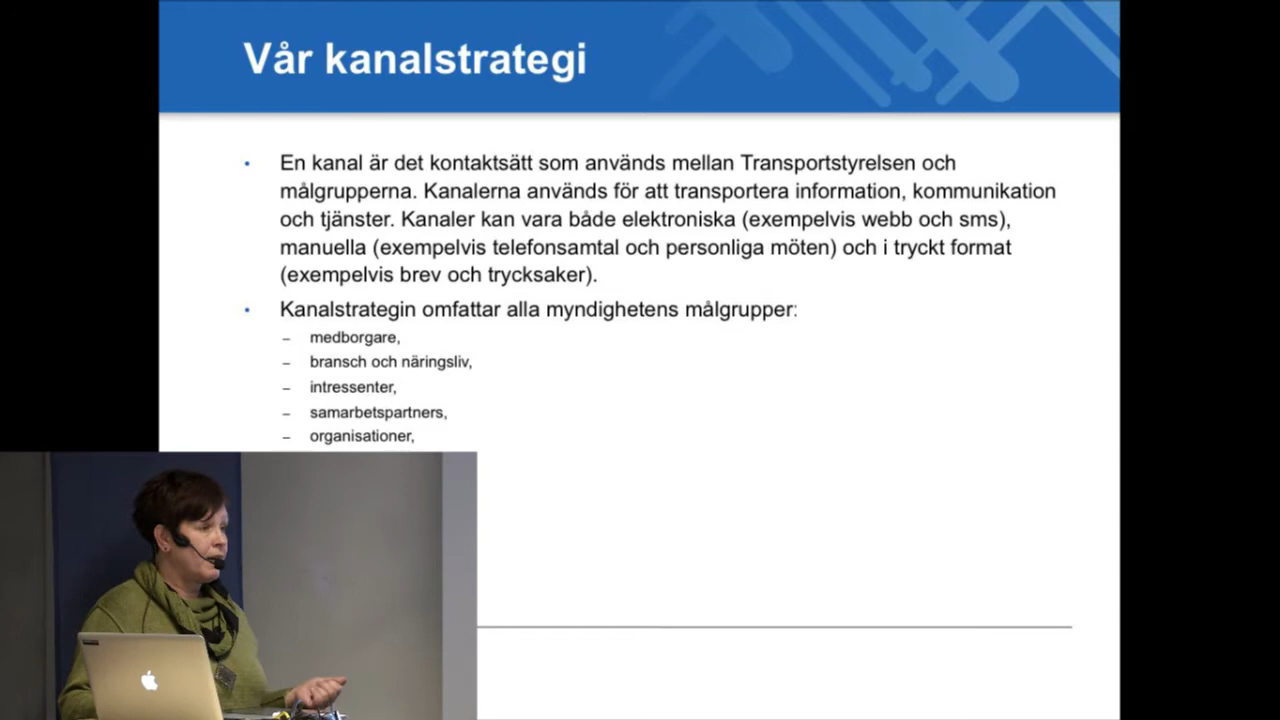 Vår kanalstrategi
• En kanal är det kontaktsätt som används mellan Transportstyrelsen och
målgrupperna. Kanalerna används för att transportera information, kommunikation
och tjänster. Kanaler kan vara både elektroniska (exempelvis webb och sms),
manuella (exempelvis telefonsamtal och personliga möten) och i tryckt format
(exempelvis brev och trycksaker).
• Kanalstrategin omfattar alla myndighetens målgrupper:
– medborgare,
– bransch och näringsliv,
– intressenter,
– samarbetspartners,
– organisationer,